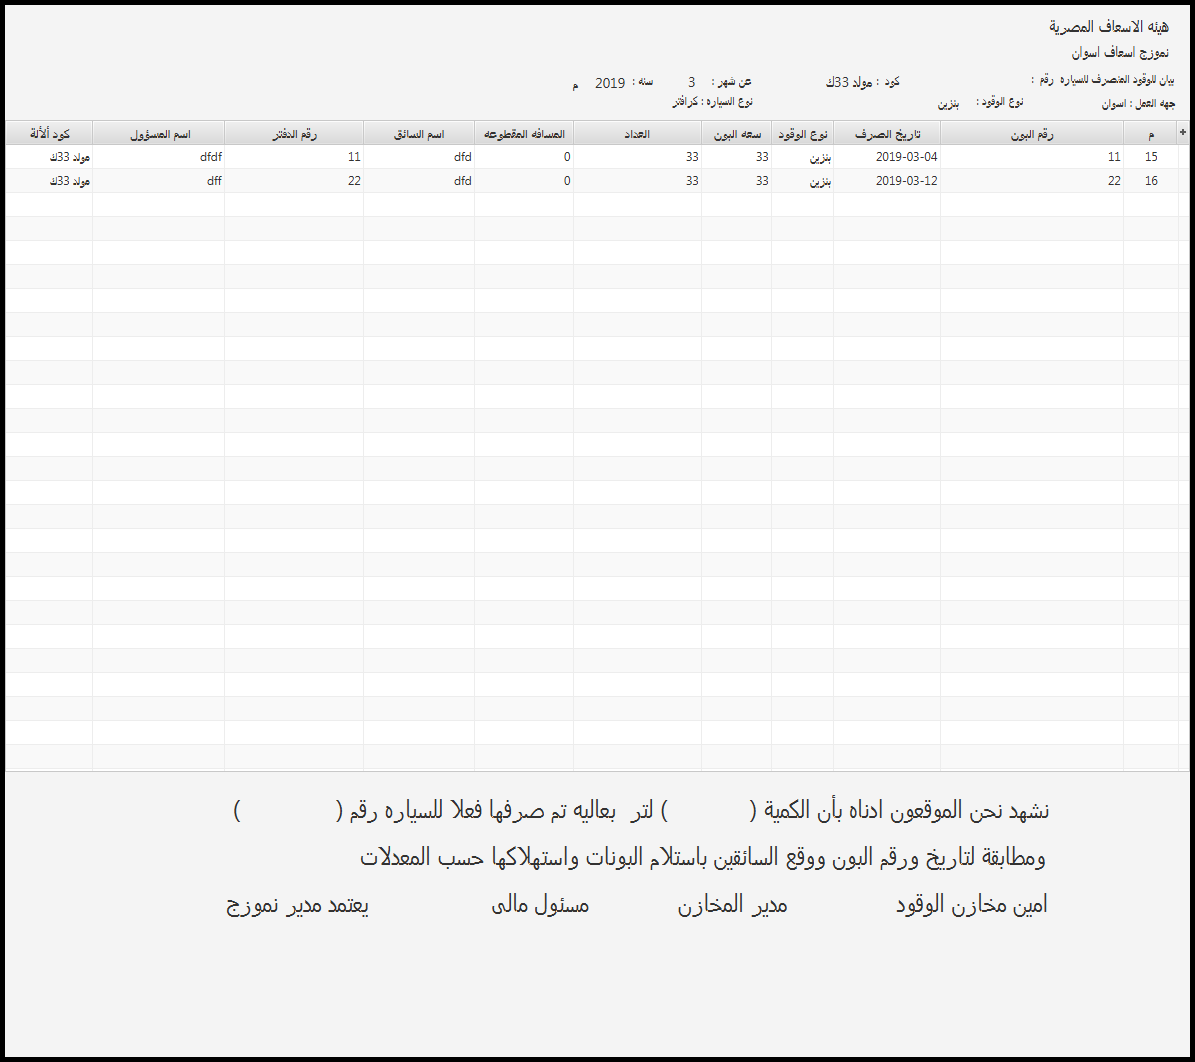 هيئه الاسعاف المصرية
نموزج اسعاف اسوان
بيان للوقود المنصرف للسياره رقم : كود : مولد 33ك عن شهر : 3 سنه : 2019 م
جهه العمل : اسوان نوع الوقود : بنزين نوع السياره : كرافتر
+ م رقم البون تاريخ الصرف نوع الوقود سعه البون العداد المسافه المقطوعه اسم السائق رقم الدفتر اسم المسؤول كود ألألة
15 11 2019-03-04 بنزين 33 33 0 dfd 11 dfdf مولد 33ك
16 22 2019-03-12 بنزين 33 33 0 dfd 22 dff مولد 33ك
نشهد نحن الموقعون ادناه بأن الكمية ( ) لتر بعاليه تم صرفها فعلا للسياره رقم ( )
ومطابقة لتاريخ ورقم البون ووقع السائقين باستلام البونات واستهلاكها حسب المعدلات
امين مخازن الوقود مدير المخازن مسئول مالى يعتمد مدير نموزج